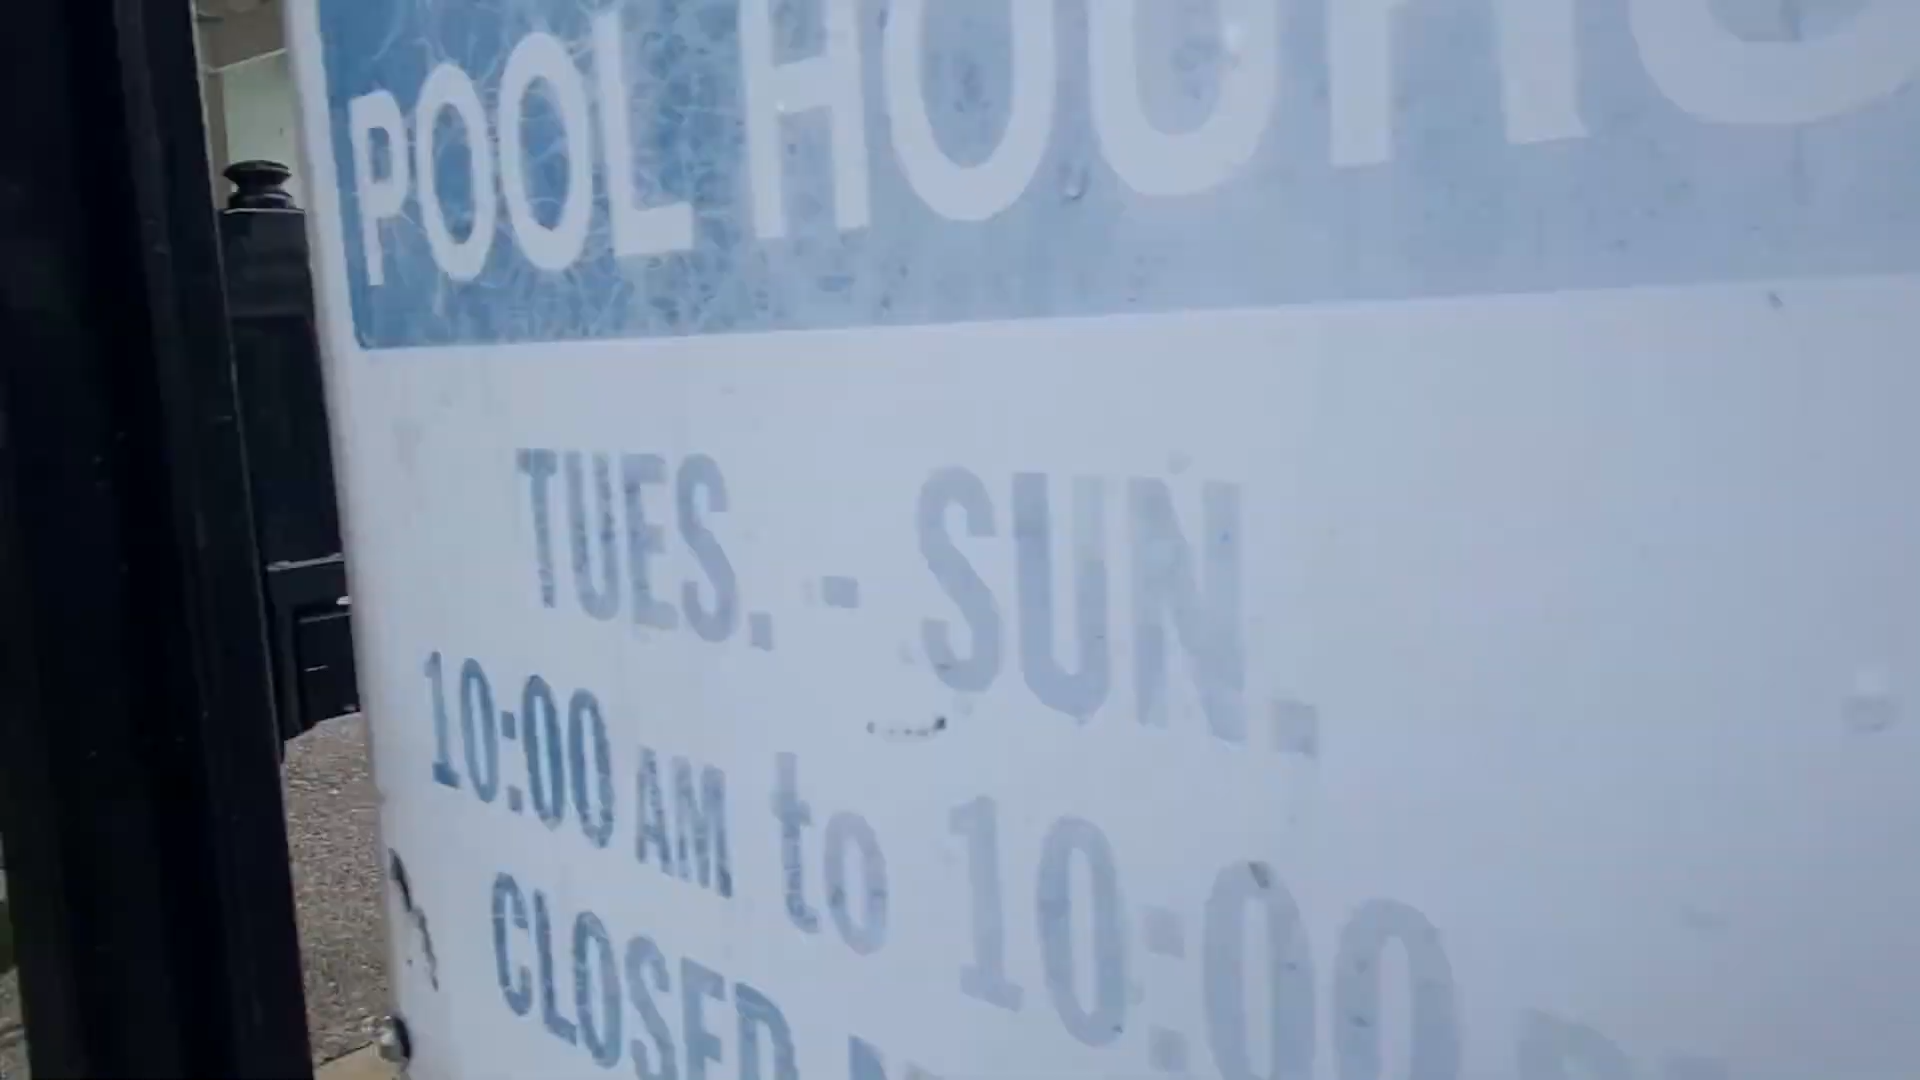 POOL HOURS
TUES. - SUN.
10:00 AM to 10:00
CLOSED